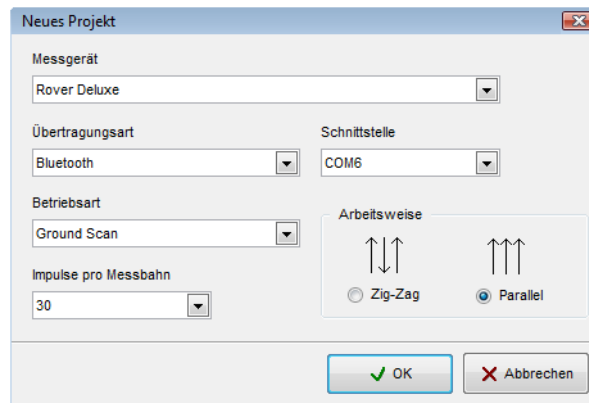 Neues Projekt
Messgerät
Rover Deluxe
Übertragungsart
Schnittstelle
Bluetooth
COM6
Betriebsart
Arbeitsweise
Ground Scan
Impulse pro Messbahn
Zig-Zag
Parallel
30
OK
Abbrechen